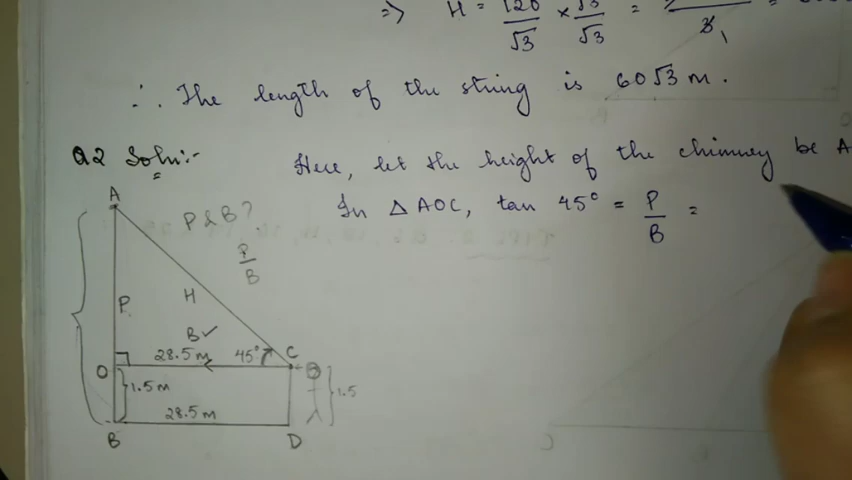 => H = 120/√3 × √3/√3 =
∴ The length of the string is 60√3 m.
Q2 Soln:- Here, let the height of the chimney be A
In △ AOC, tan 45° = P/B =
A
P & B?
P/B
H
P
B✓
28.5 m 45° C
O
1.5 m 1.5
28.5 m
B D